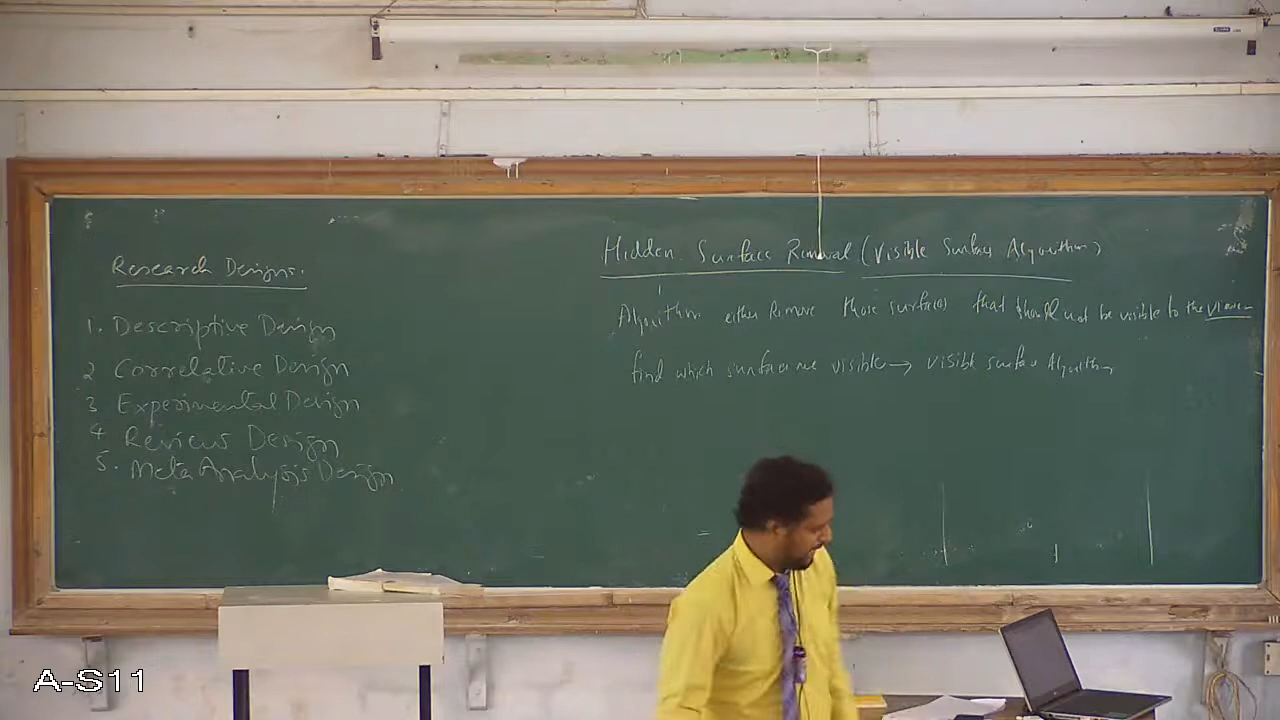 Research Designs.
1. Descriptive Design
2 Correlative Design
3 Experimental Design
4 Reviews Design
5. Meta Analysis Design
Hidden Surface Removal (Visible Surface Algorithm)
Algorithm either Remove those surfaces that should not be visible to the viewer
find which surface are visible → visible surface Algorithm
A-S11